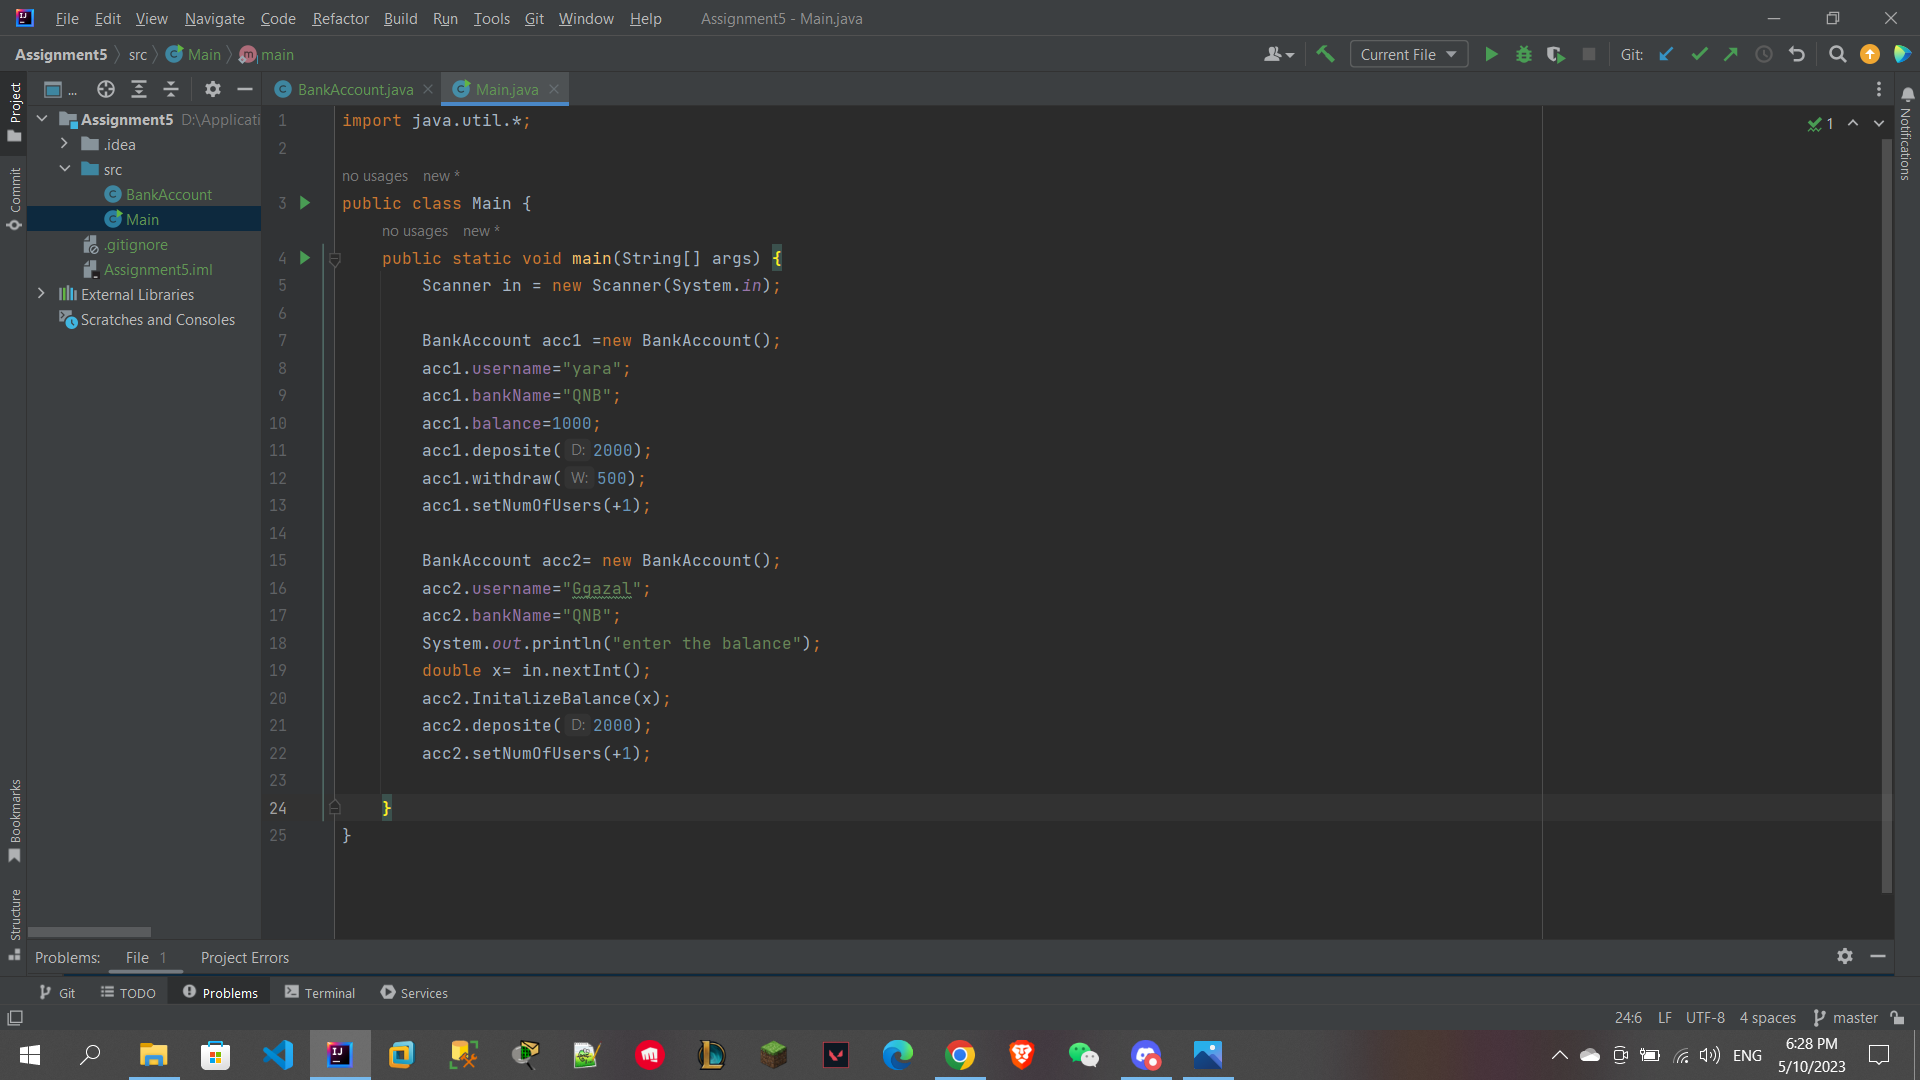 File Edit View Navigate Code Refactor Build Run Tools Git Window Help Assignment5 - Main.java
Assignment5 src Main main Current File Git:
Project
Commit
Bookmarks
Structure
Notifications
...
Assignment5 D:\Applicati
.idea
src
BankAccount
Main
.gitignore
Assignment5.iml
External Libraries
Scratches and Consoles
BankAccount.java Main.java
1
1 import java.util.*;
2
no usages new *
3 public class Main {
no usages new *
4 public static void main(String[] args) {
5 Scanner in = new Scanner(System.in);
6
7 BankAccount acc1 =new BankAccount();
8 acc1.username="yara";
9 acc1.bankName="QNB";
10 acc1.balance=1000;
11 acc1.deposite( D: 2000);
12 acc1.withdraw( W: 500);
13 acc1.setNumOfUsers(+1);
14
15 BankAccount acc2= new BankAccount();
16 acc2.username="Ggazal";
17 acc2.bankName="QNB";
18 System.out.println("enter the balance");
19 double x= in.nextInt();
20 acc2.InitalizeBalance(x);
21 acc2.deposite( D: 2000);
22 acc2.setNumOfUsers(+1);
23
24 }
25 }
Problems: File 1 Project Errors
Git TODO Problems Terminal Services
24:6 LF UTF-8 4 spaces master
ENG
6:28 PM
5/10/2023